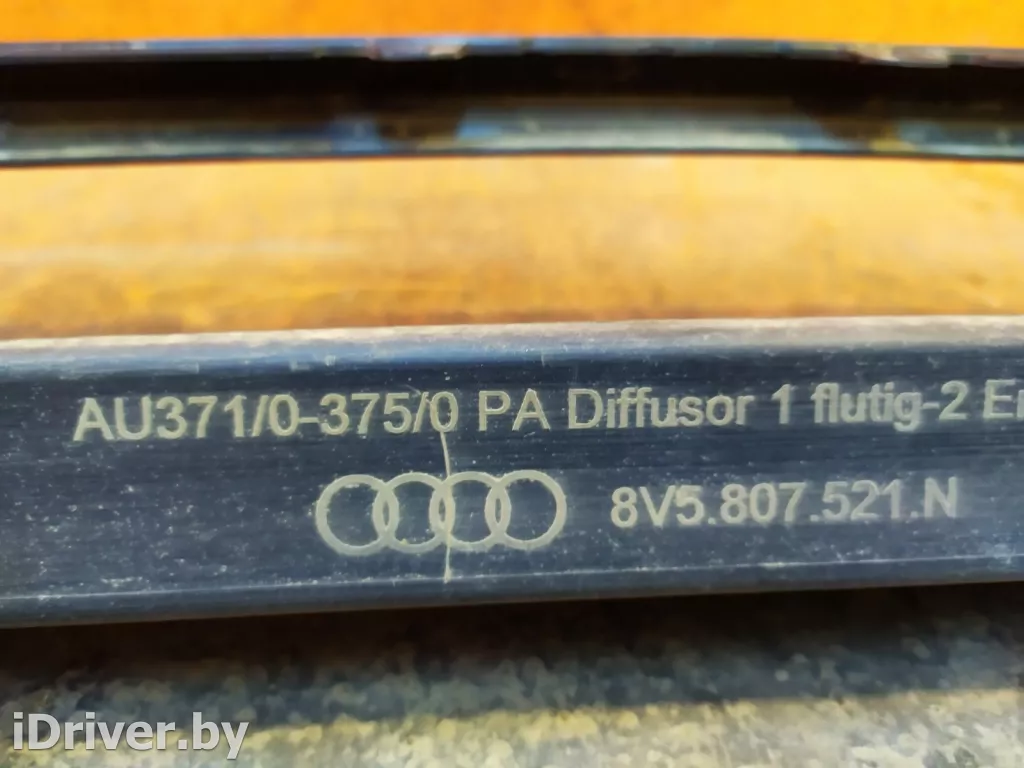 AU371/0-375/0 PA Diffusor 1 flutig-2 
8V5.807.521.N
iDriver.by